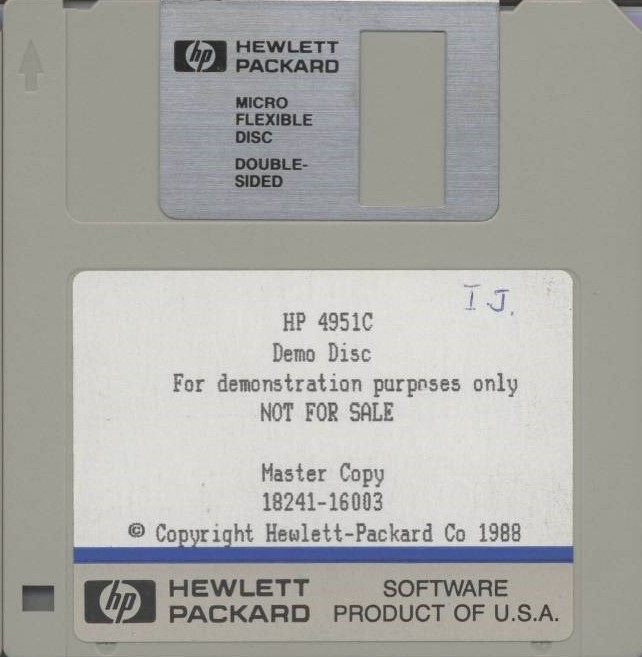 hp HEWLETT
PACKARD
MICRO
FLEXIBLE
DISC
DOUBLE-
SIDED
I J.
HP 4951C
Demo Disc
For demonstration purposes only
NOT FOR SALE
Master Copy
18241-16003
© Copyright Hewlett-Packard Co 1988
hp HEWLETT
PACKARD
SOFTWARE
PRODUCT OF U.S.A.